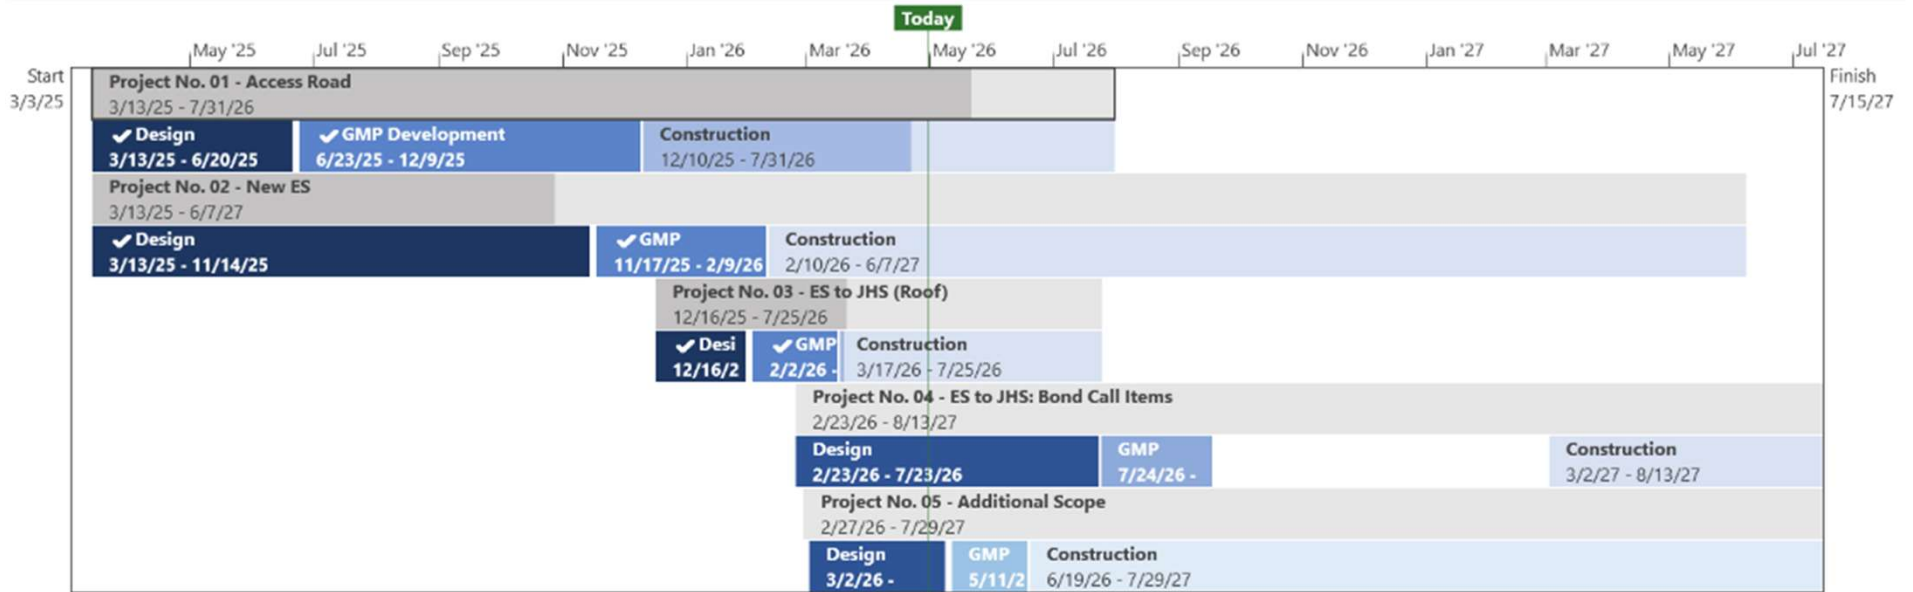 Today
May '25 Jul '25 Sep '25 Nov '25 Jan '26 Mar '26 May '26 Jul '26 Sep '26 Nov '26 Jan '27 Mar '27 May '27 Jul '27
Start
3/3/25
Finish
7/15/27
Project No. 01 - Access Road
3/13/25 - 7/31/26
Design
3/13/25 - 6/20/25
GMP Development
6/23/25 - 12/9/25
Construction
12/10/25 - 7/31/26
Project No. 02 - New ES
3/13/25 - 6/7/27
Design
3/13/25 - 11/14/25
GMP
11/17/25 - 2/9/26
Construction
2/10/26 - 6/7/27
Project No. 03 - ES to JHS (Roof)
12/16/25 - 7/25/26
Desi
12/16/2
GMP
2/2/26 -
Construction
3/17/26 - 7/25/26
Project No. 04 - ES to JHS: Bond Call Items
2/23/26 - 8/13/27
Design
2/23/26 - 7/23/26
GMP
7/24/26 -
Construction
3/2/27 - 8/13/27
Project No. 05 - Additional Scope
2/27/26 - 7/29/27
Design
3/2/26 -
GMP
5/11/2
Construction
6/19/26 - 7/29/27